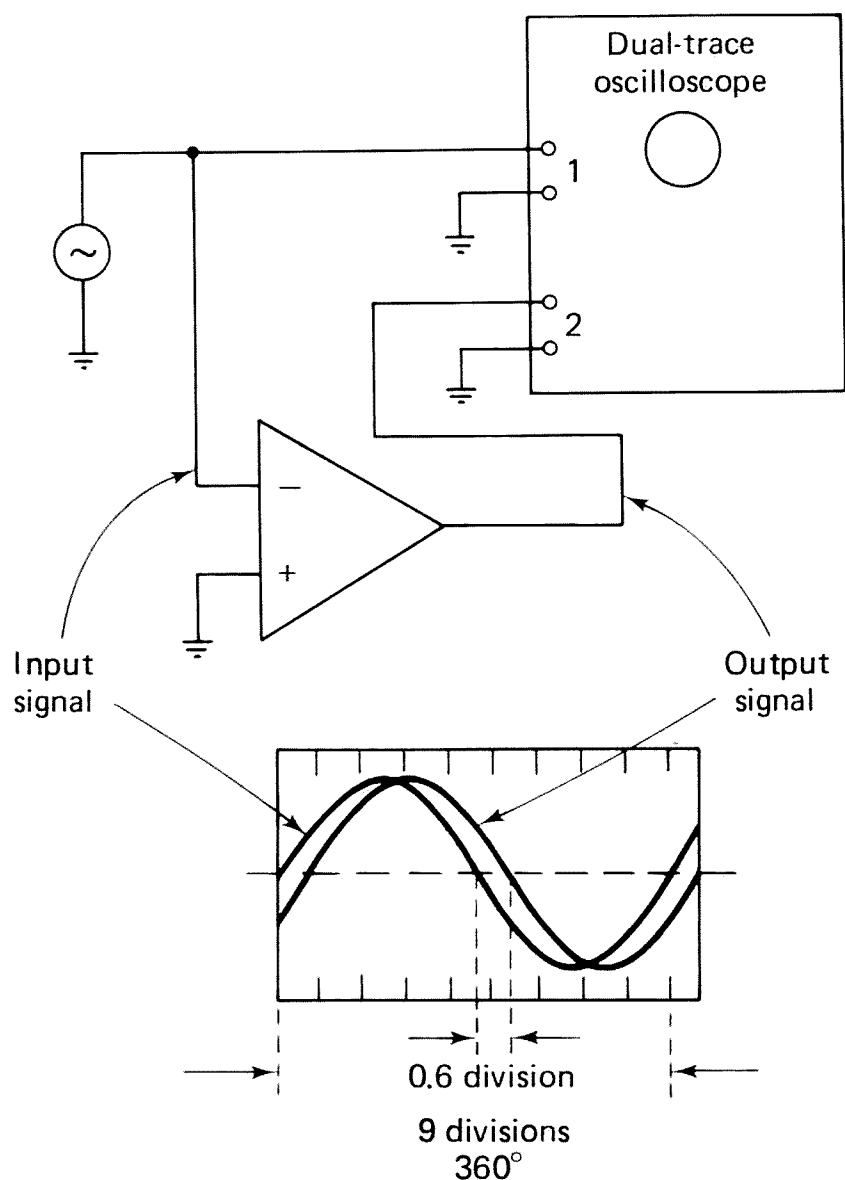 Dual-trace
oscilloscope
1
2
~
−
+
Input
signal
Output
signal
0.6 division
9 divisions
360°